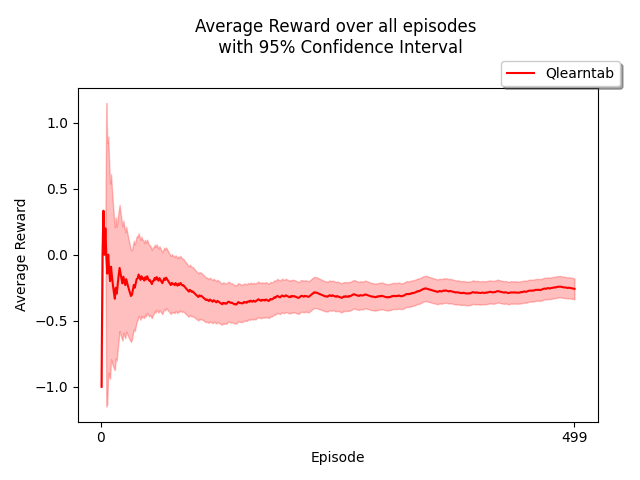 Average Reward over all episodes
with 95% Confidence Interval
Qlearntab
1.0
0.5
0.0
−0.5
−1.0
Average Reward
0
499
Episode